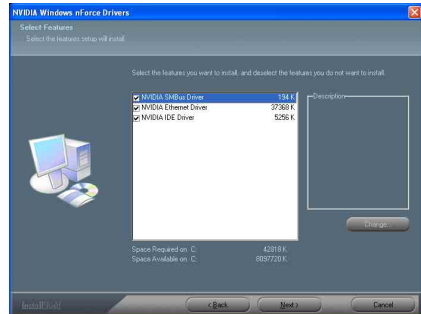 NVIDIA Windows nForce Drivers
Select Features
Select the features setup will install.
Select the features you want to install, and deselect the features you do not want to install.
NVIDIA SMBus Driver 194 K
NVIDIA Ethernet Driver 37368 K
NVIDIA IDE Driver 5256 K
Description
Change...
Space Required on C: 42818 K
Space Available on C: 8097720 K
InstallShield
< Back
Next >
Cancel